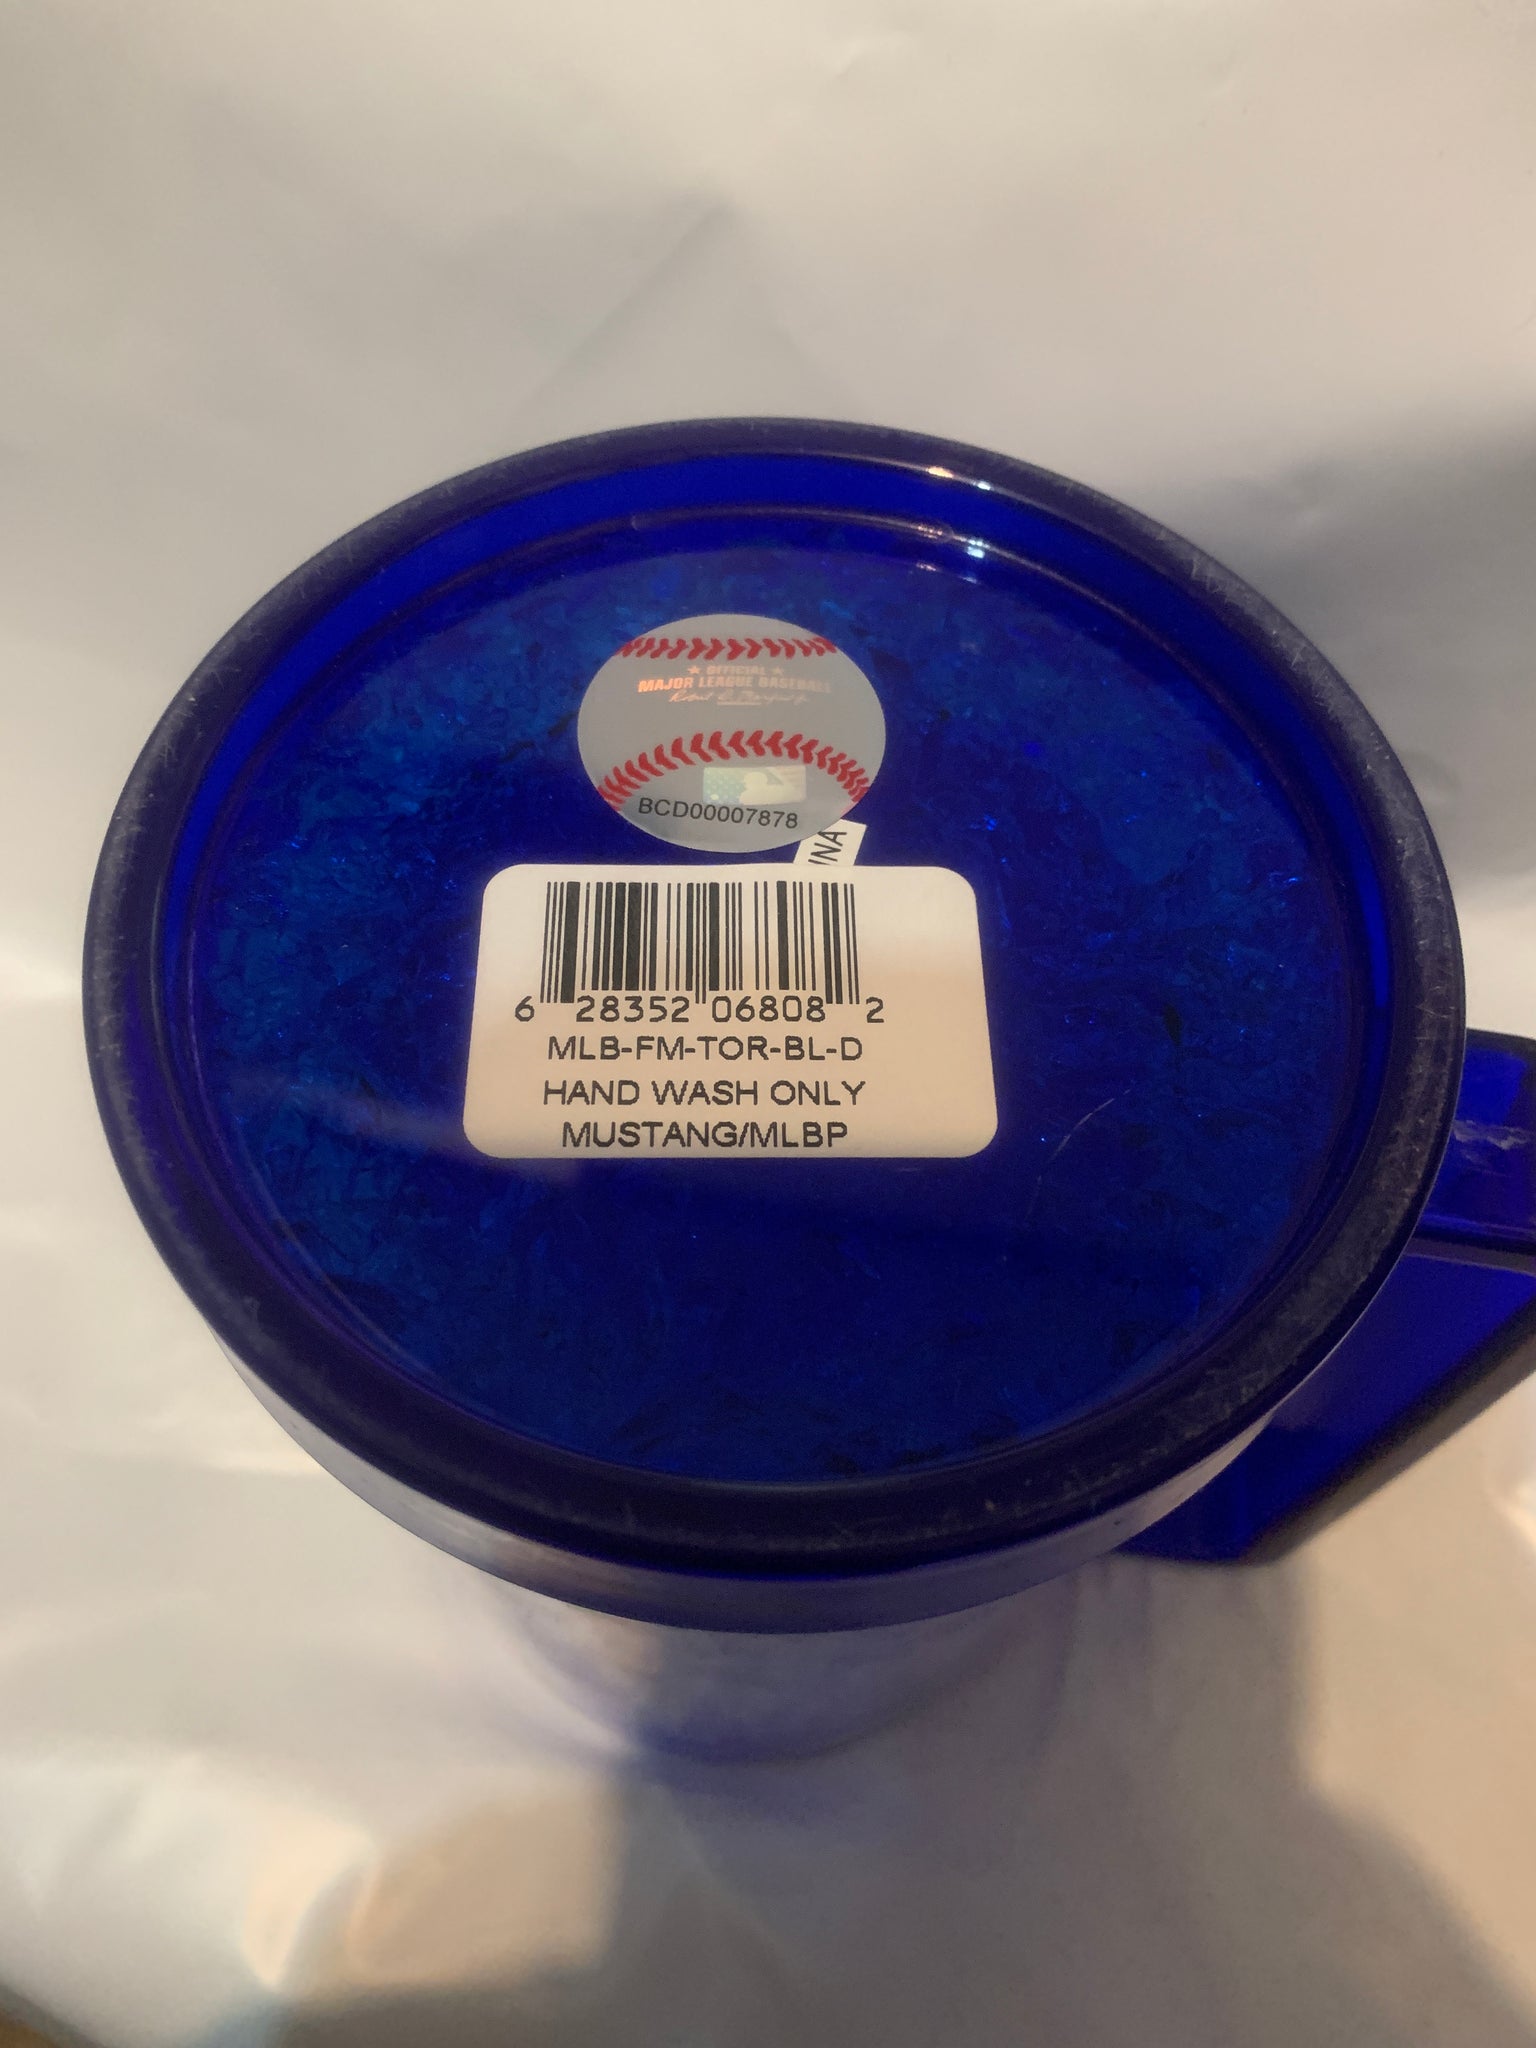 ★ OFFICIAL ★
MAJOR LEAGUE BASEBALL
BCD00007878
INA
6 28352 06808 2
MLB-FM-TOR-BL-D
HAND WASH ONLY
MUSTANG/MLBP